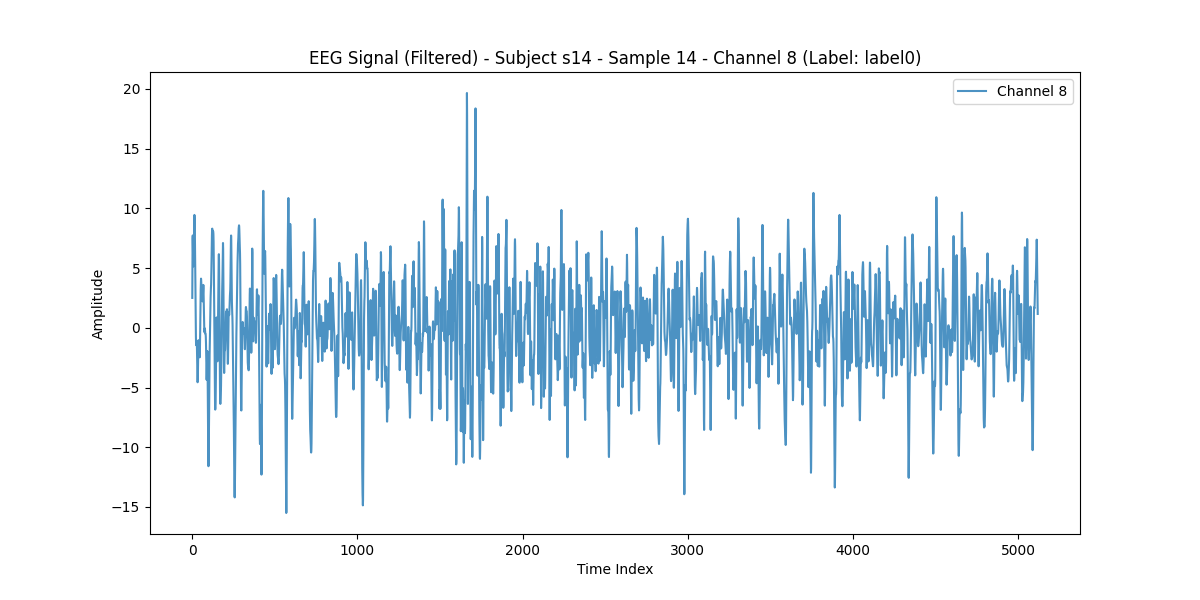 EEG Signal (Filtered) - Subject s14 - Sample 14 - Channel 8 (Label: label0)
Channel 8
Amplitude
20
15
10
5
0
−5
−10
−15
0 1000 2000 3000 4000 5000
Time Index